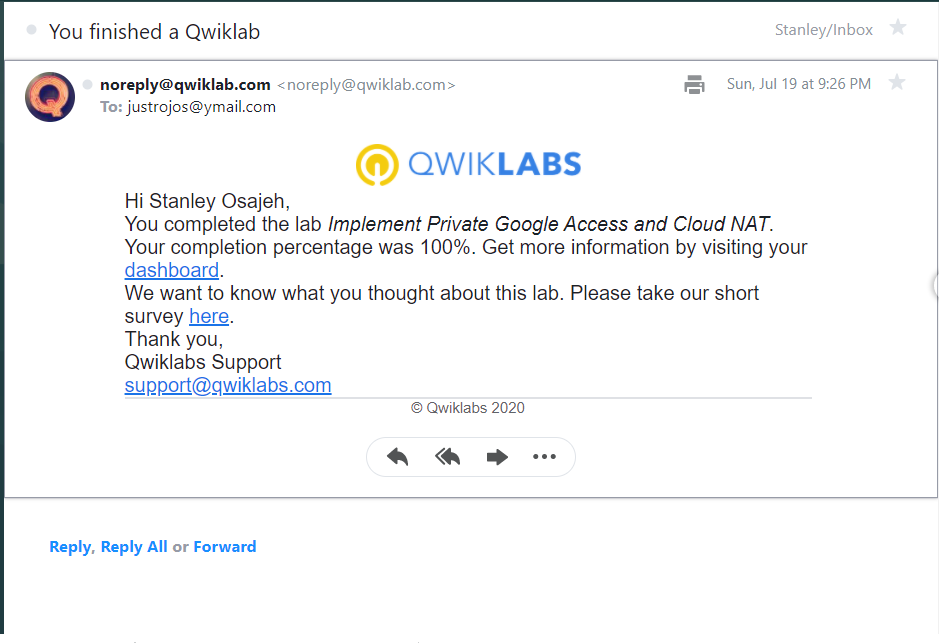 You finished a Qwiklab
Stanley/Inbox
noreply@qwiklab.com <noreply@qwiklab.com>
Sun, Jul 19 at 9:26 PM
To: justrojos@ymail.com
QWIKLABS
Hi Stanley Osajeh,
You completed the lab Implement Private Google Access and Cloud NAT.
Your completion percentage was 100%. Get more information by visiting your
dashboard.
We want to know what you thought about this lab. Please take our short
survey here.
Thank you,
Qwiklabs Support
support@qwiklabs.com
© Qwiklabs 2020
Reply, Reply All or Forward